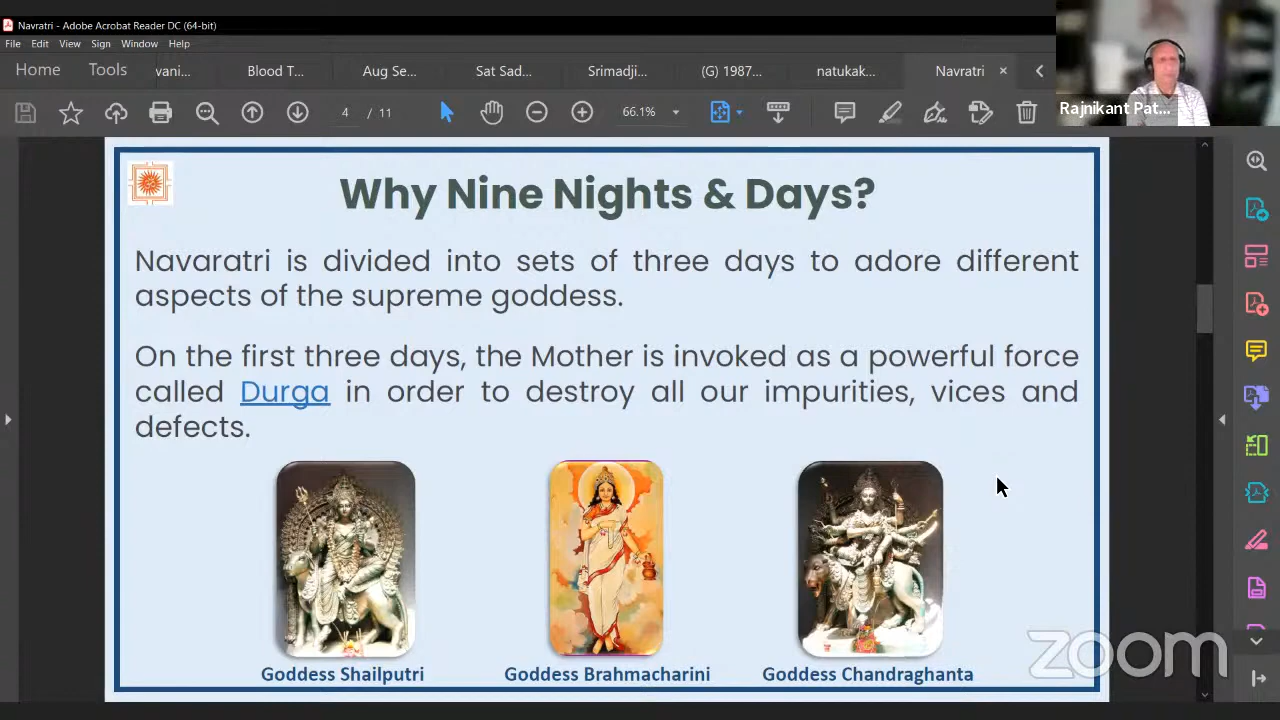 Navratri - Adobe Acrobat Reader DC (64-bit)
File Edit View Sign Window Help
Home Tools vani... Blood T... Aug Se... Sat Sad... Srimadji... (G) 1987... natukak... Navratri ×
4 / 11 66.1%
Rajnikant Pat...
Why Nine Nights & Days?
Navaratri is divided into sets of three days to adore different
aspects of the supreme goddess.
On the first three days, the Mother is invoked as a powerful force
called Durga in order to destroy all our impurities, vices and
defects.
Goddess Shailputri Goddess Brahmacharini Goddess Chandraghanta
zoom